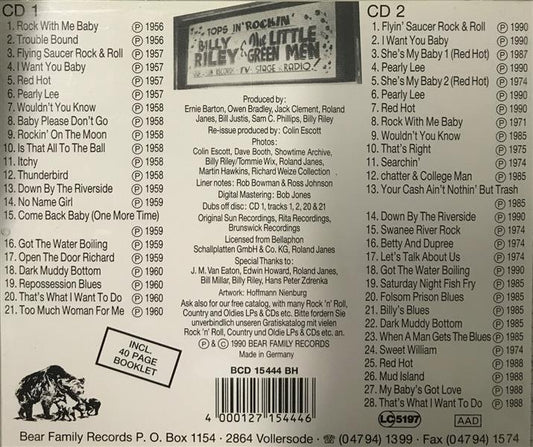 CD 1
1. Rock With Me Baby ℗ 1956
2. Trouble Bound ℗ 1956
3. Flying Saucer Rock & Roll ℗ 1956
4. I Want You Baby ℗ 1956
5. Red Hot ℗ 1956
6. Pearly Lee ℗ 1956
7. Wouldn't You Know ℗ 1958
8. Baby Please Don't Go ℗ 1958
9. Rockin' On The Moon ℗ 1958
10. Is That All To The Ball ℗ 1958
11. Itchy ℗ 1958
12. Thunderbird ℗ 1958
13. Down By The Riverside ℗ 1959
14. No Name Girl ℗ 1959
15. Come Back Baby (One More Time)
℗ 1959
16. Got The Water Boiling ℗ 1959
17. Open The Door Richard ℗ 1959
18. Dark Muddy Bottom ℗ 1960
19. Repossession Blues ℗ 1960
20. That's What I Want To Do ℗ 1960
21. Too Much Woman For Me ℗ 1960
INCL.
40 PAGE
BOOKLET
TOPS IN ROCKIN'
BILLY RILEY & The LITTLE GREEN MEN
SUN RECORDS TV-STAGE & RADIO!
Produced by:
Ernie Barton, Owen Bradley, Jack Clement, Roland
Janes, Bill Justis, Sam C. Phillips, Billy Riley
Re-issue produced by: Colin Escott
Photos:
Colin Escott, Dave Booth, Showtime Archive,
Billy Riley/Tommie Wix, Roland Janes,
Martin Hawkins, Richard Weize Collection
Liner notes: Rob Bowman & Ross Johnson
Digital Mastering: Bob Jones
Dubs off disc: CD 1, tracks 1, 2, 20 & 21
Original Sun Recordings, Rita Recordings,
Brunswick Recordings
Licensed from Bellaphon
Schallplatten GmbH & Co. KG, Roland Janes
Special Thanks to:
J. M. Van Eaton, Edwin Howard, Roland Janes,
Bill Millar, Billy Riley, Hans Peter Zdrenka
Artwork: Hoffmann Nienburg
Ask also for our free catalog, with many Rock 'n' Roll,
Country and Oldies LPs & CDs etc. Bitte fordern Sie
unverbindlich unseren Gratiskatalog mit vielen
Rock 'n' Roll, Country und Oldies LPs & CDs etc. an.
℗ & © 1990 BEAR FAMILY RECORDS
Made in Germany
BCD 15444 BH
4 000127 154446
CD 2
1. Flyin' Saucer Rock & Roll ℗ 1990
2. I Want You Baby ℗ 1990
3. She's My Baby 1 (Red Hot) ℗ 1987
4. Pearly Lee ℗ 1990
5. She's My Baby 2 (Red Hot) ℗ 1974
6. Pearly Lee ℗ 1990
7. Red Hot ℗ 1990
8. Rock With Me Baby ℗ 1971
9. Wouldn't You Know ℗ 1985
10. That's Right ℗ 1975
11. Searchin' ℗ 1974
12. chatter & College Man ℗ 1985
13. Your Cash Ain't Nothin' But Trash
℗ 1985
14. Down By The Riverside ℗ 1990
15. Swanee River Rock ℗ 1974
16. Betty And Dupree ℗ 1974
17. Let's Talk About Us ℗ 1974
18. Got The Water Boiling ℗ 1990
19. Saturday Night Fish Fry ℗ 1985
20. Folsom Prison Blues ℗ 1985
21. Billy's Blues ℗ 1985
22. Dark Muddy Bottom ℗ 1985
23. When A Man Gets The Blues ℗ 1985
24. Sweet William ℗ 1974
25. Red Hot ℗ 1988
26. Mud Island ℗ 1988
27. My Baby's Got Love ℗ 1988
28. That's What I Want To Do ℗ 1988
LC 5197 AAD
Bear Family Records P. O. Box 1154 · 2864 Vollersode · ☎ (04794) 1399 · Fax (04794) 1574